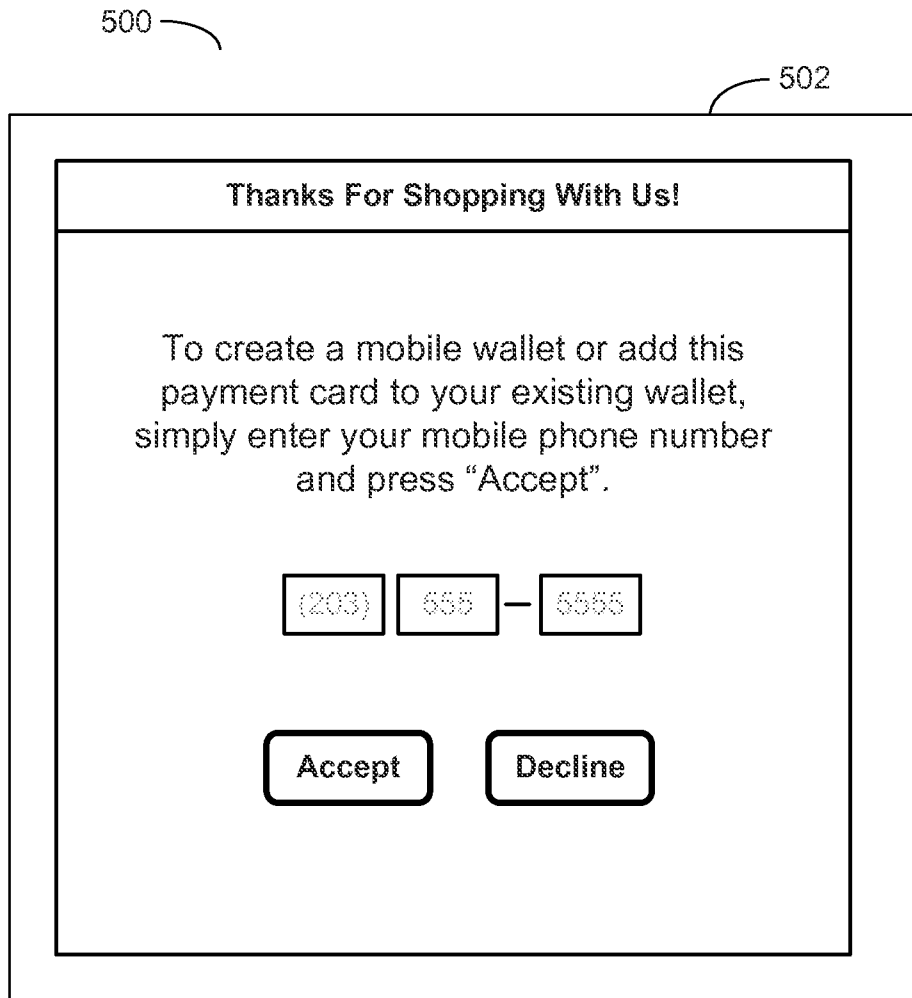 500
502
Thanks For Shopping With Us!
To create a mobile wallet or add this
payment card to your existing wallet,
simply enter your mobile phone number
and press “Accept”.
(203) 555 – 5555
Accept Decline